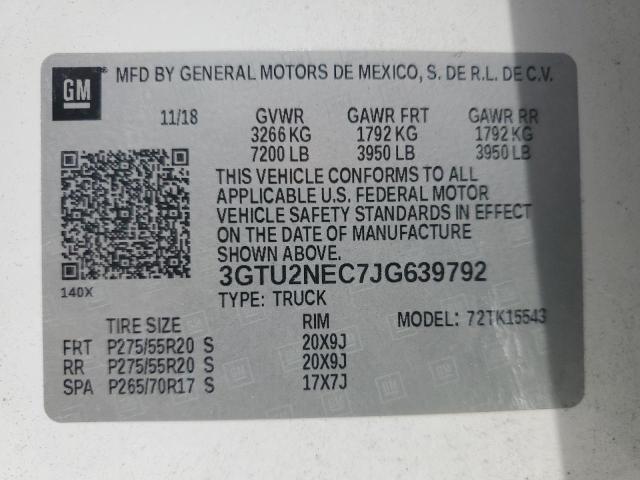 GM ® MFD BY GENERAL MOTORS DE MEXICO, S. DE R.L. DE C.V.
11/18 GVWR GAWR FRT GAWR RR
3266 KG 1792 KG 1792 KG
7200 LB 3950 LB 3950 LB
THIS VEHICLE CONFORMS TO ALL
APPLICABLE U.S. FEDERAL MOTOR
VEHICLE SAFETY STANDARDS IN EFFECT
ON THE DATE OF MANUFACTURE
SHOWN ABOVE.
140X
3GTU2NEC7JG639792
TYPE: TRUCK
TIRE SIZE RIM MODEL: 72TK15543
FRT P275/55R20 S 20X9J
RR P275/55R20 S 20X9J
SPA P265/70R17 S 17X7J